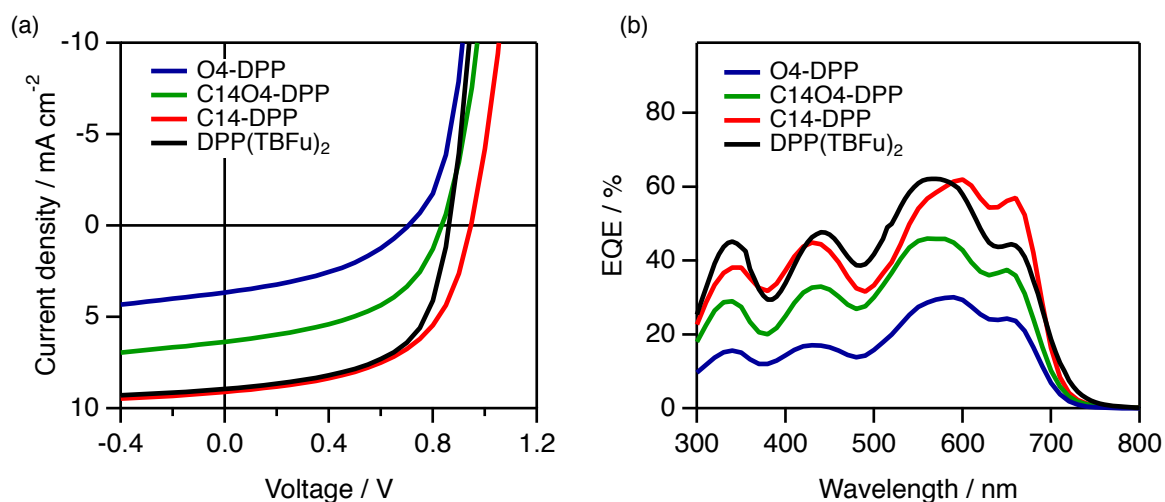 (a)
-10
-5
0
5
10
Current density / mA cm⁻²
O4-DPP
C14O4-DPP
C14-DPP
DPP(TBFu)₂
-0.4
0.0
0.4
0.8
1.2
Voltage / V
(b)
80
60
40
20
0
EQE / %
O4-DPP
C14O4-DPP
C14-DPP
DPP(TBFu)₂
300
400
500
600
700
800
Wavelength / nm